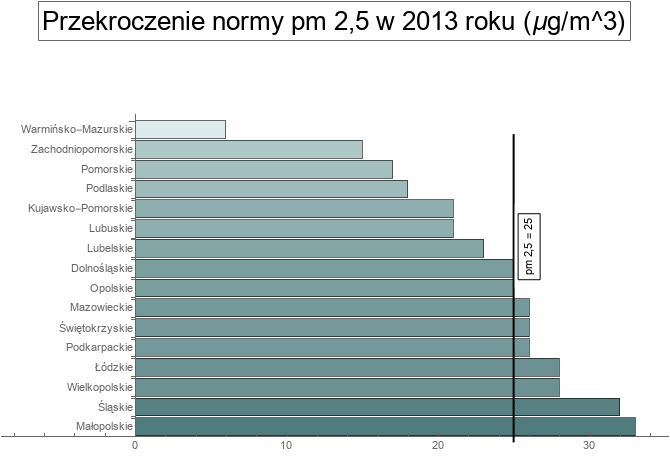 Przekroczenie normy pm 2,5 w 2013 roku (µg/m^3)
Warmińsko–Mazurskie
Zachodniopomorskie
Pomorskie
Podlaskie
Kujawsko–Pomorskie
Lubuskie
Lubelskie
Dolnośląskie
Opolskie
Mazowieckie
Świętokrzyskie
Podkarpackie
Łódzkie
Wielkopolskie
Śląskie
Małopolskie
pm 2,5 = 25
0 10 20 30